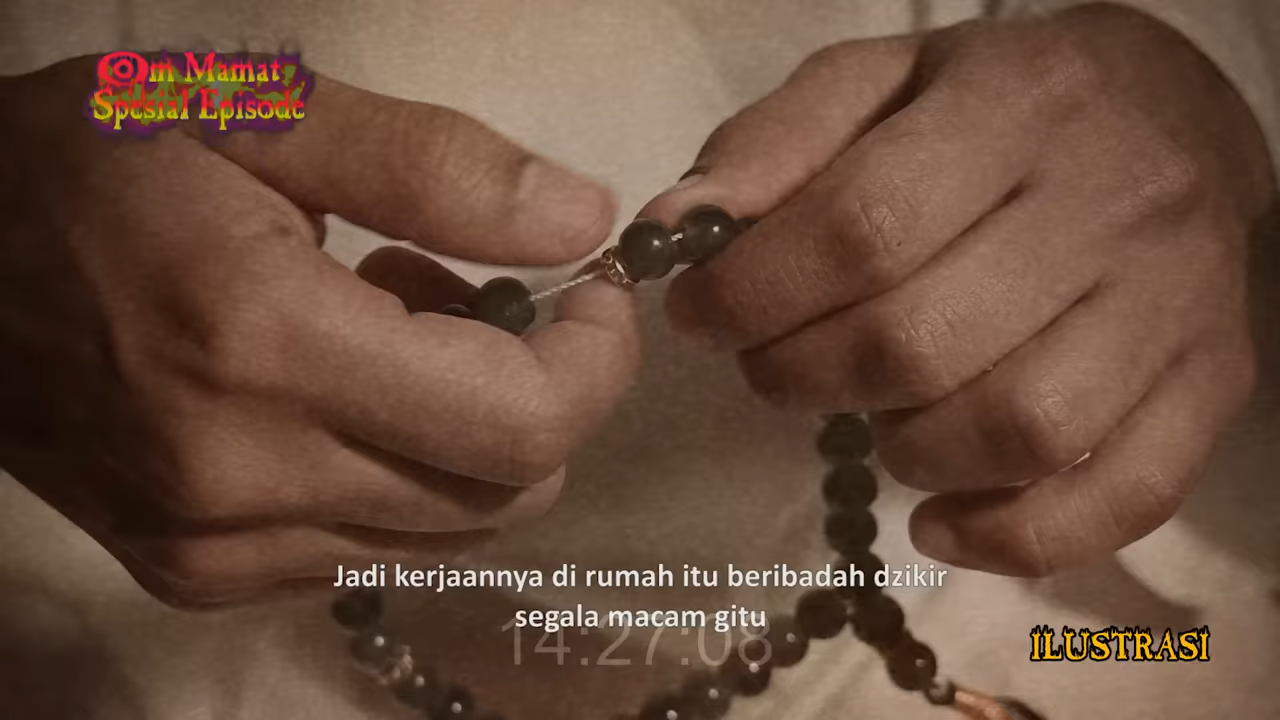 Om Mamat
Spesial Episode
Jadi kerjaannya di rumah itu beribadah dzikir
segala macam gitu
14:27:08
ILUSTRASI